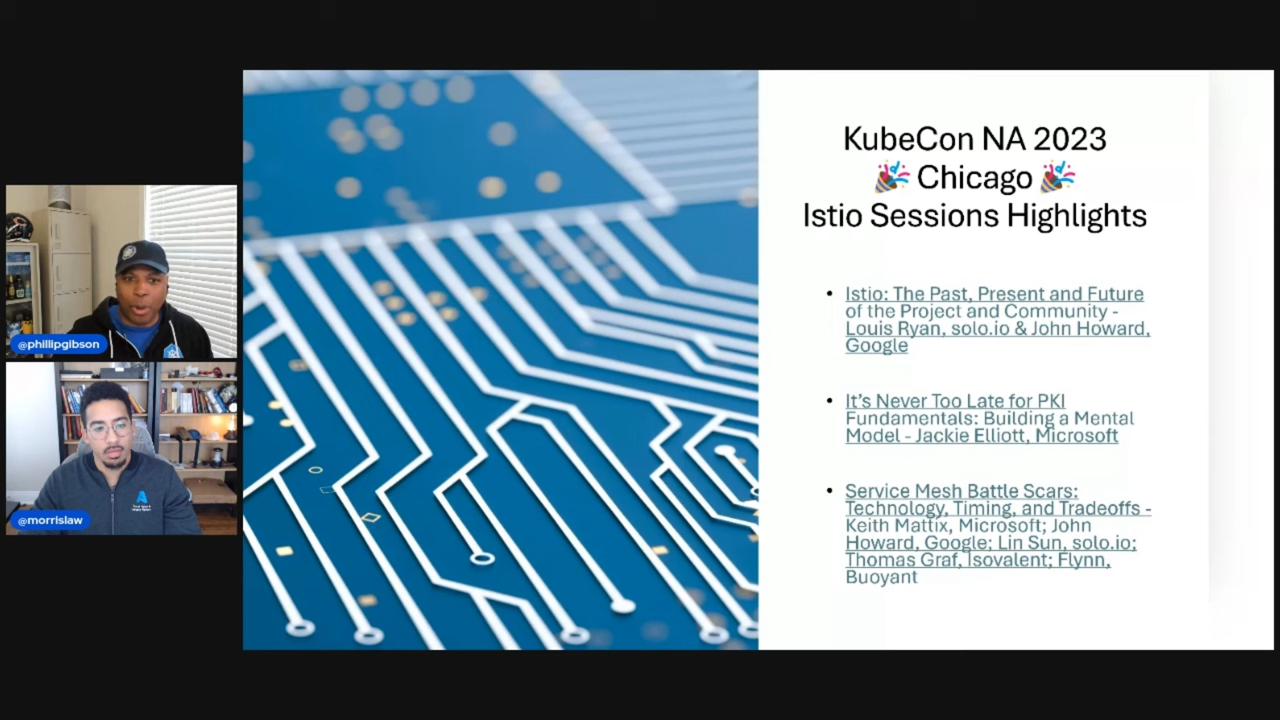 KubeCon NA 2023
🎉 Chicago 🎉
Istio Sessions Highlights
• Istio: The Past, Present and Future
of the Project and Community -
Louis Ryan, solo.io & John Howard,
Google
• It’s Never Too Late for PKI
Fundamentals: Building a Mental
Model - Jackie Elliott, Microsoft
• Service Mesh Battle Scars:
Technology, Timing, and Tradeoffs -
Keith Mattix, Microsoft; John
Howard, Google; Lin Sun, solo.io;
Thomas Graf, Isovalent; Flynn,
Buoyant
@phillipgibson
@morrislaw